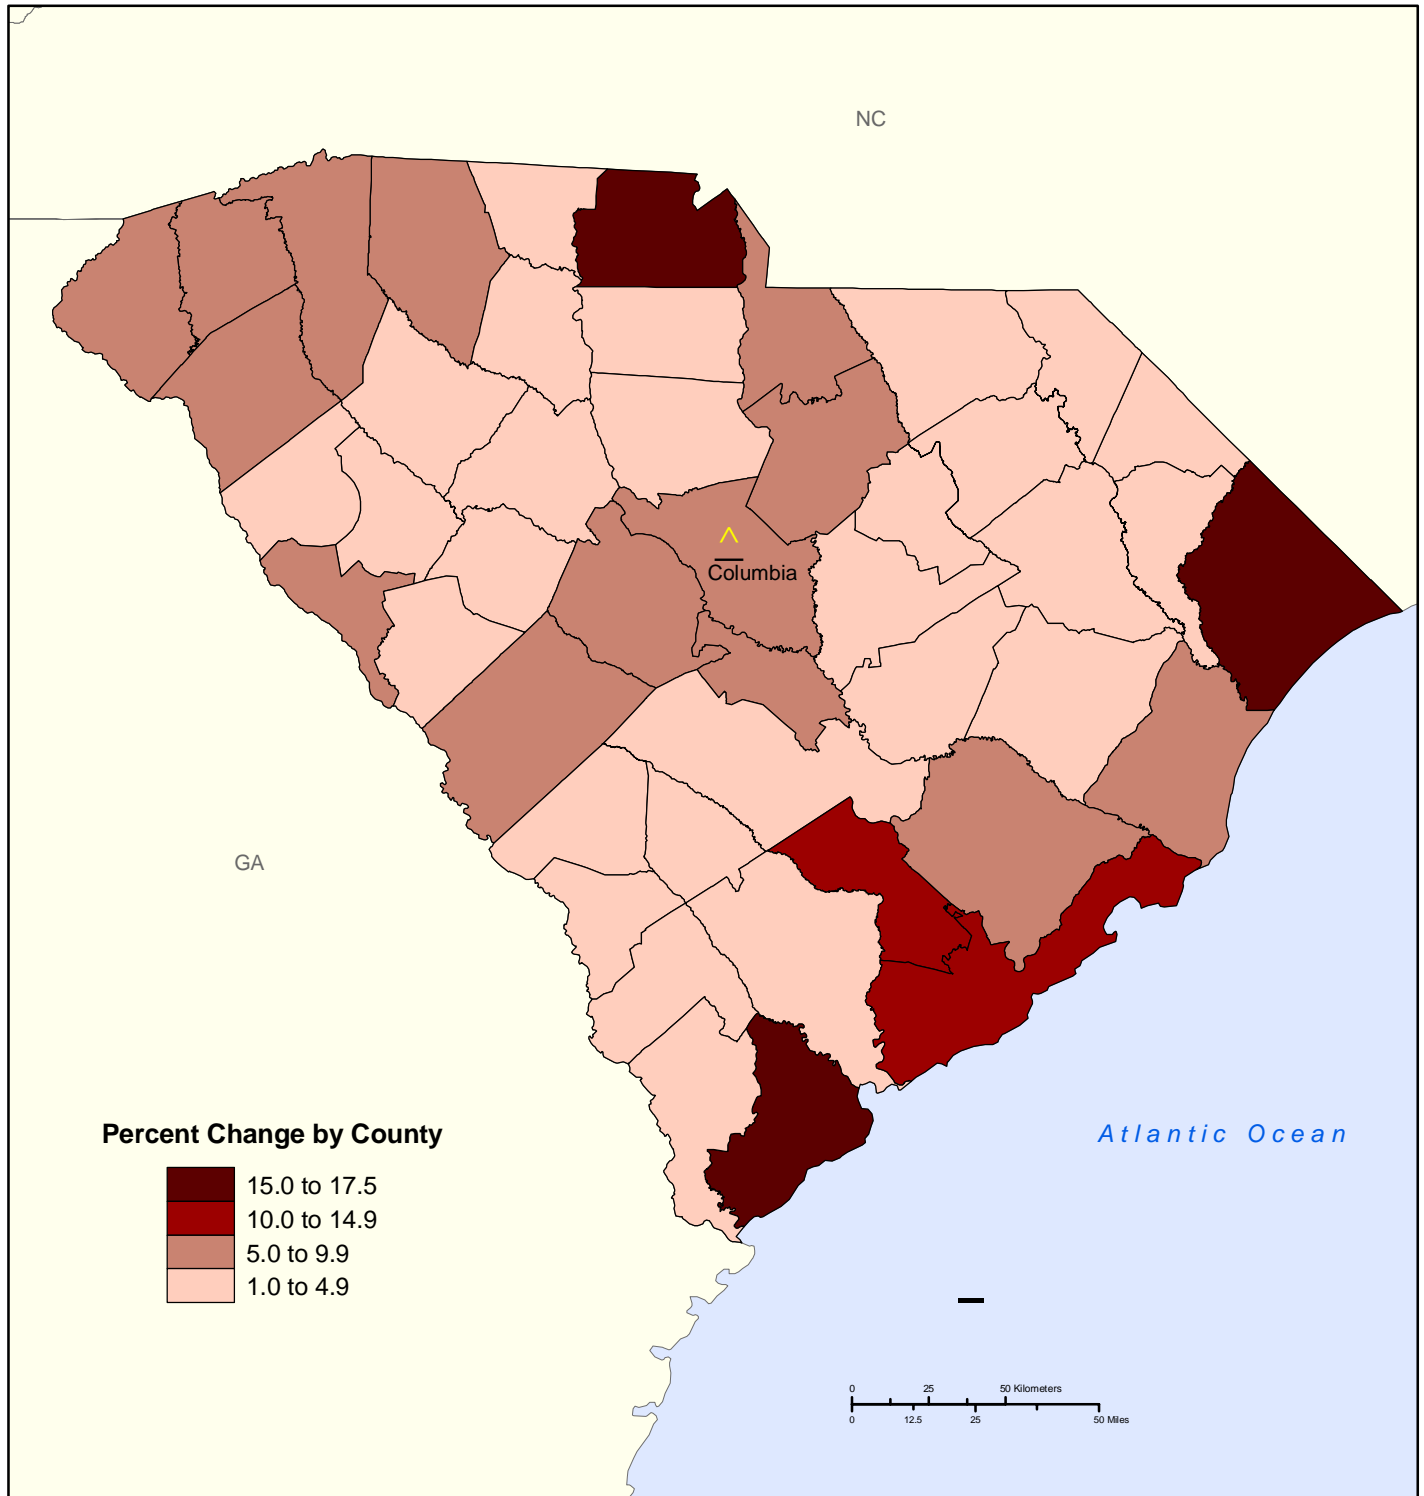 NC
Columbia
GA
Percent Change by County
15.0 to 17.5
10.0 to 14.9
5.0 to 9.9
1.0 to 4.9
Atlantic Ocean
0 25 50 Kilometers
0 12.5 25 50 Miles